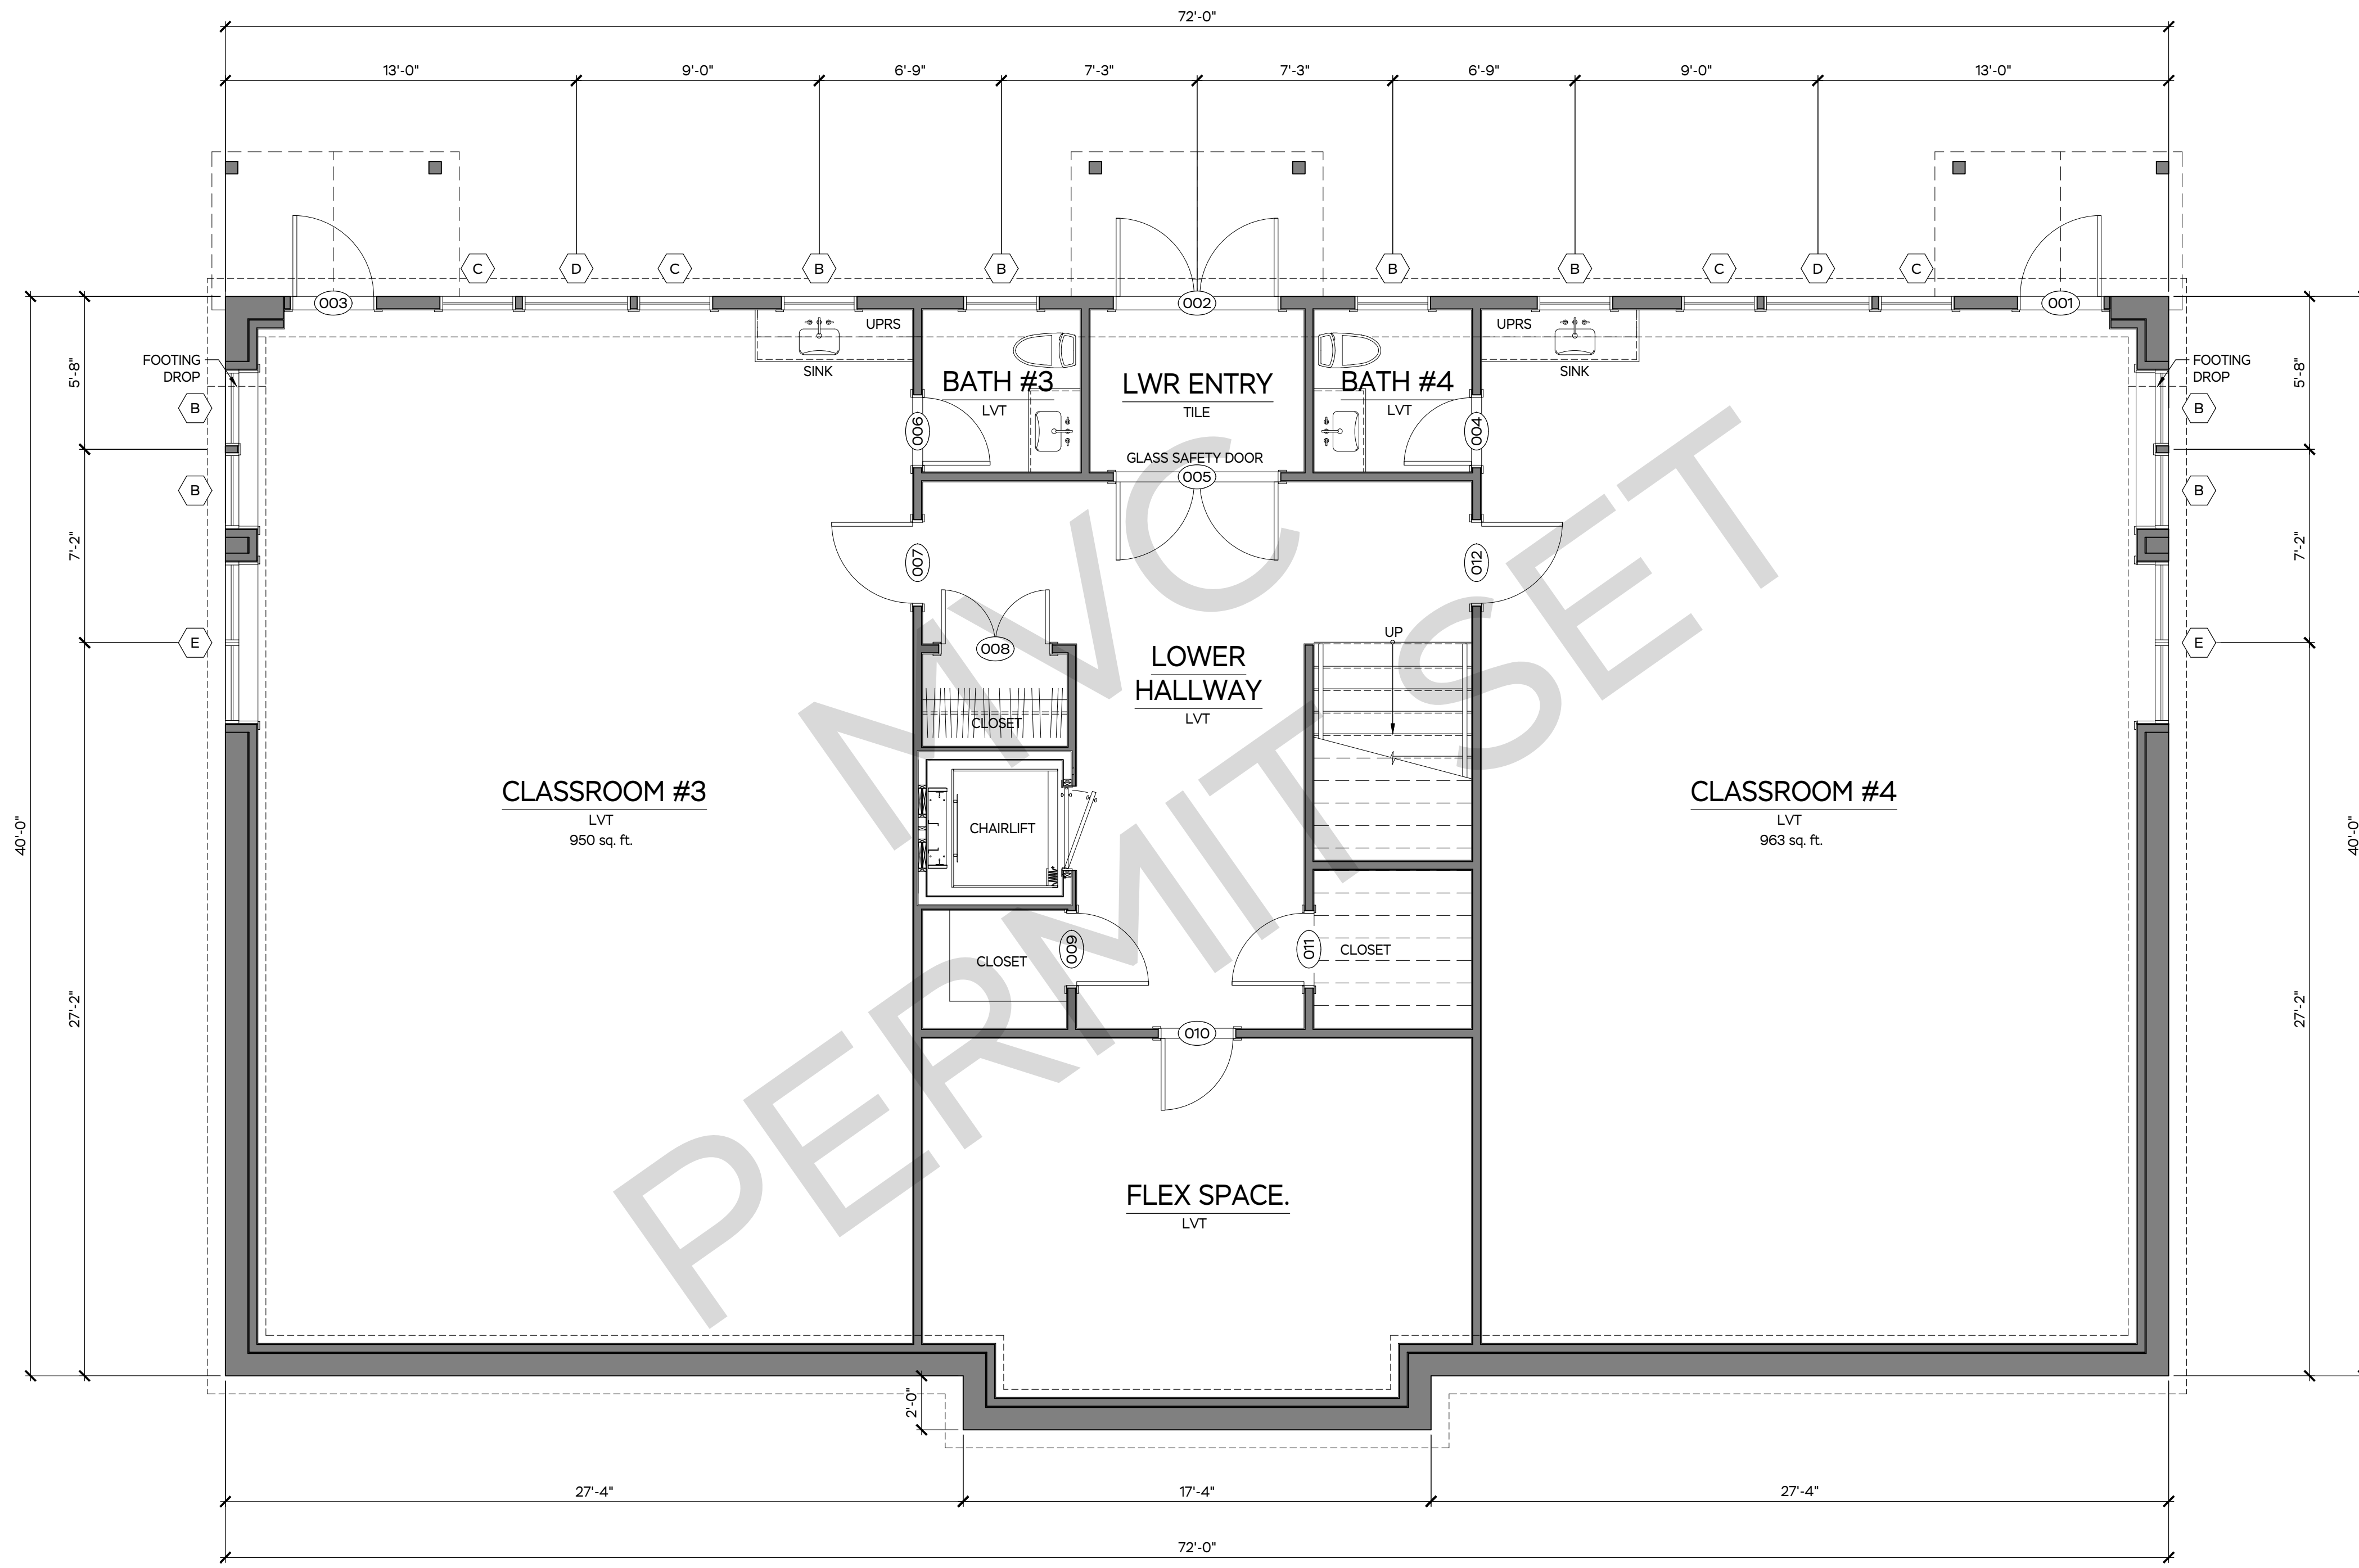 72'-0"
13'-0" 9'-0" 6'-9" 7'-3" 7'-3" 6'-9" 9'-0" 13'-0"
C D C B B B B C D C
003 002 001
UPRS UPRS
SINK SINK
FOOTING
DROP
FOOTING
DROP
5'-8" 5'-8"
B B
BATH #3
LVT
LWR ENTRY
TILE
BATH #4
LVT
006 004
GLASS SAFETY DOOR
005
B B
7'-2" 7'-2"
007 012
E E
008
UP
LOWER
HALLWAY
LVT
CLOSET
CLASSROOM #3
LVT
950 sq. ft.
CHAIRLIFT
CLASSROOM #4
LVT
963 sq. ft.
40'-0" 40'-0"
009 011
CLOSET CLOSET
27'-2" 27'-2"
010
FLEX SPACE.
LVT
MVC
PERMIT SET
2'-0"
27'-4" 17'-4" 27'-4"
72'-0"